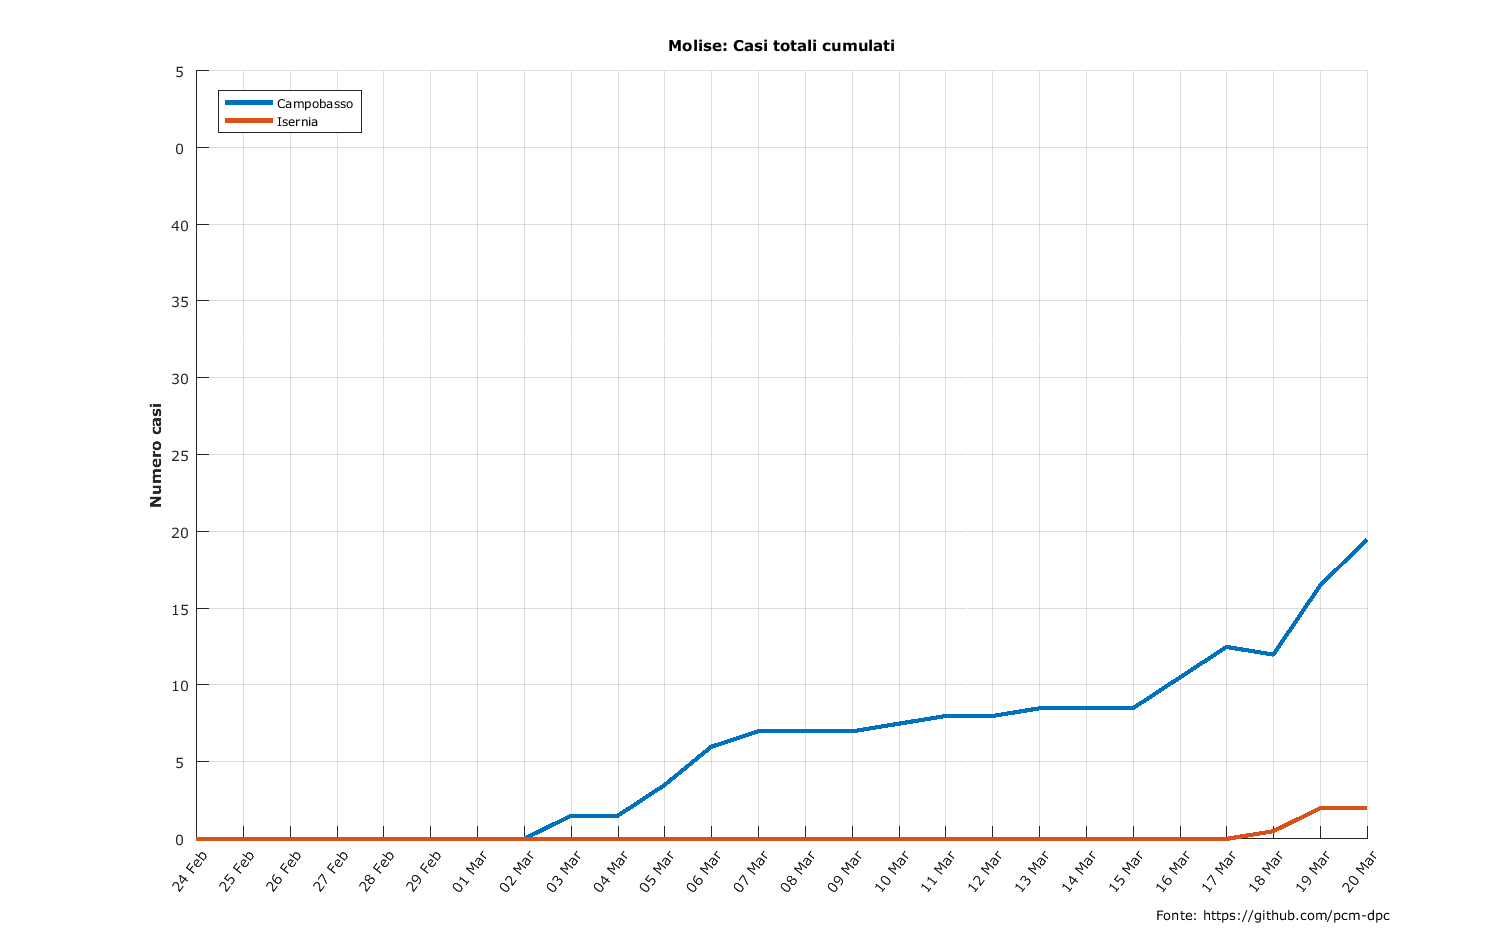 Molise: Casi totali cumulati
5
0
40
35
30
25
20
15
10
5
0
Numero casi
Campobasso
Isernia
24 Feb
25 Feb
26 Feb
27 Feb
28 Feb
29 Feb
01 Mar
02 Mar
03 Mar
04 Mar
05 Mar
06 Mar
07 Mar
08 Mar
09 Mar
10 Mar
11 Mar
12 Mar
13 Mar
14 Mar
15 Mar
16 Mar
17 Mar
18 Mar
19 Mar
20 Mar
Fonte: https://github.com/pcm-dpc